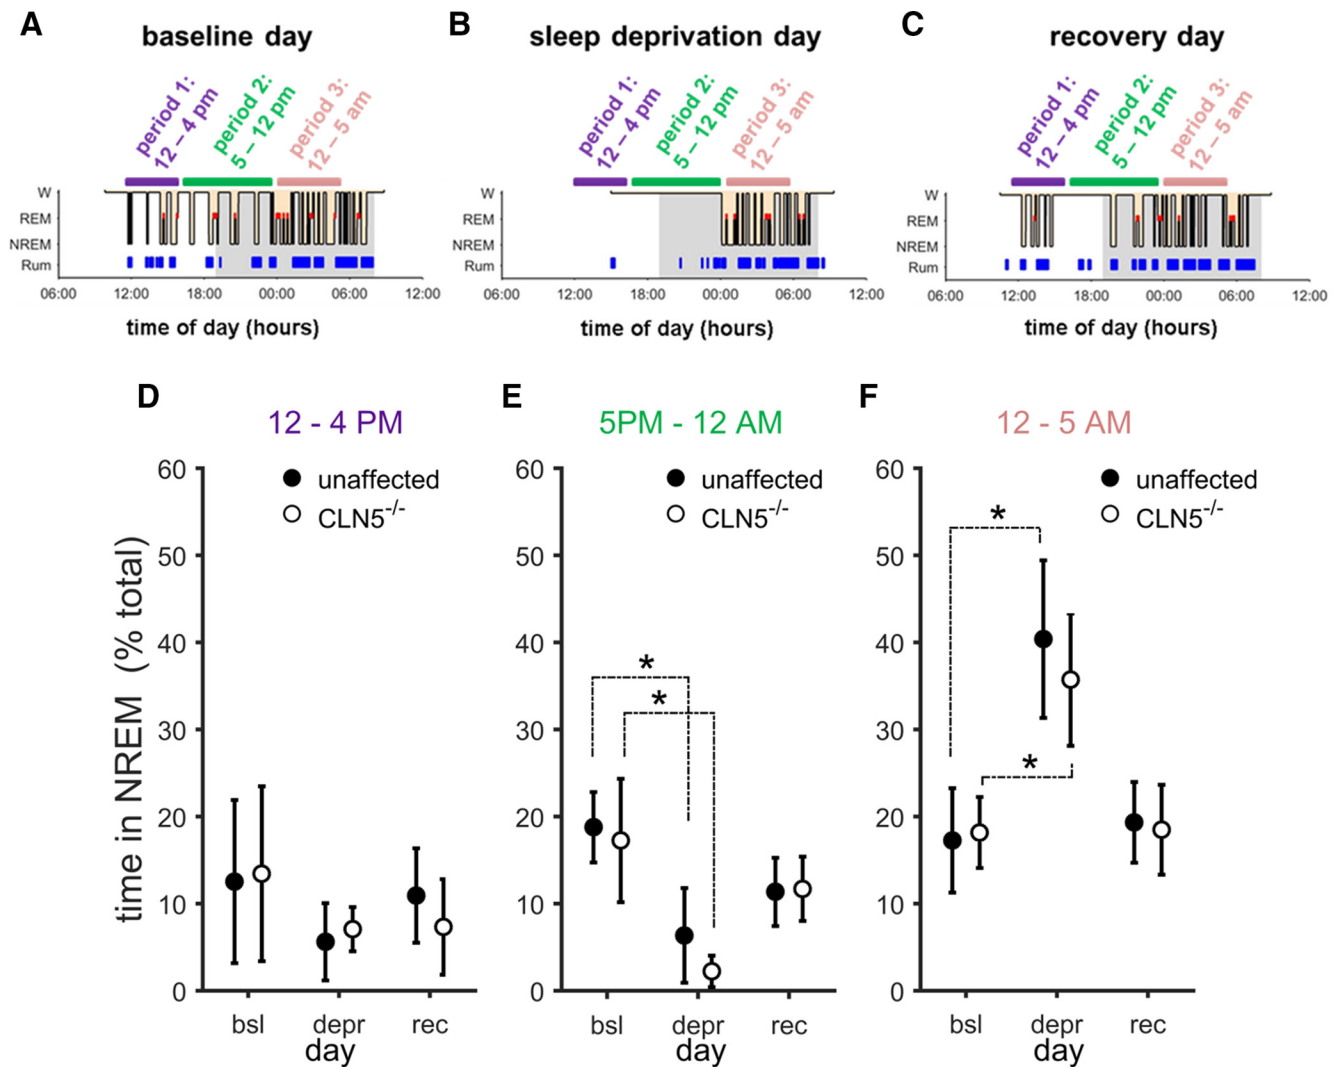 A
baseline day
period 1:
12 – 4 pm
period 2:
5 – 12 pm
period 3:
12 – 5 am
W
REM
NREM
Rum
06:00 12:00 18:00 00:00 06:00 12:00
time of day (hours)
B
sleep deprivation day
period 1:
12 – 4 pm
period 2:
5 – 12 pm
period 3:
12 – 5 am
W
REM
NREM
Rum
06:00 12:00 18:00 00:00 06:00 12:00
time of day (hours)
C
recovery day
period 1:
12 – 4 pm
period 2:
5 – 12 pm
period 3:
12 – 5 am
W
REM
NREM
Rum
06:00 12:00 18:00 00:00 06:00 12:00
time of day (hours)
D
12 - 4 PM
unaffected
CLN5-/-
time in NREM (% total)
60
50
40
30
20
10
0
bsl depr rec
day
E
5PM - 12 AM
unaffected
CLN5-/-
60
50
40
30
20
10
0
*
*
bsl depr rec
day
F
12 - 5 AM
unaffected
CLN5-/-
60
50
40
30
20
10
0
*
*
bsl depr rec
day